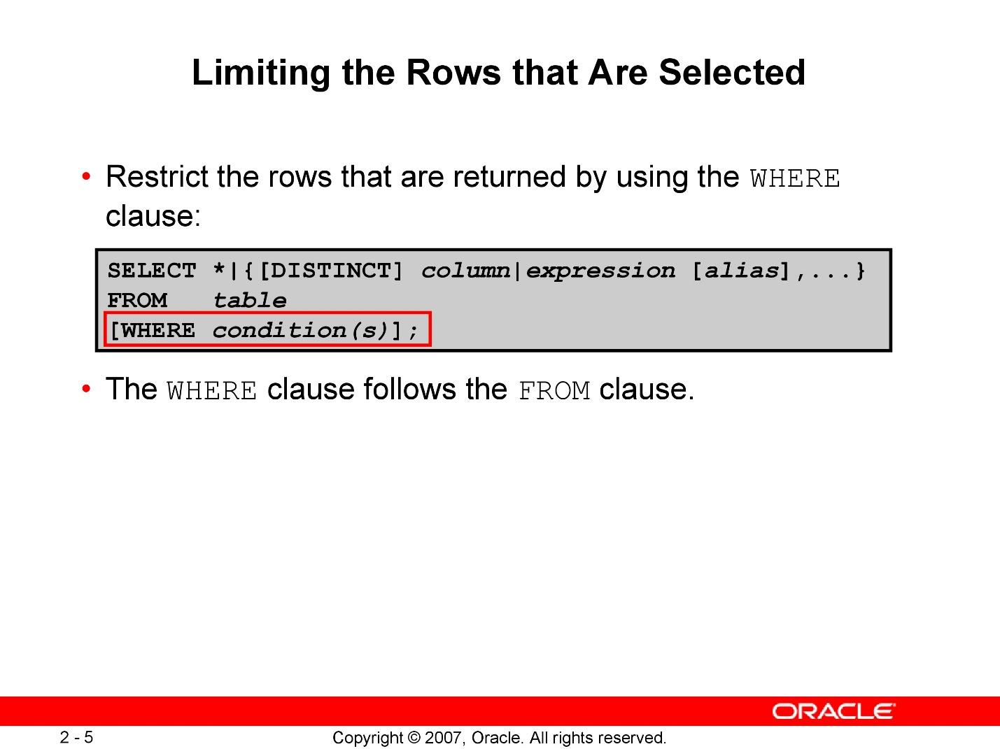 Limiting the Rows that Are Selected
• Restrict the rows that are returned by using the WHERE
clause:
SELECT *|{[DISTINCT] column|expression [alias],...}
FROM   table
[WHERE condition(s)];
• The WHERE clause follows the FROM clause.
ORACLE
2 - 5
Copyright © 2007, Oracle. All rights reserved.